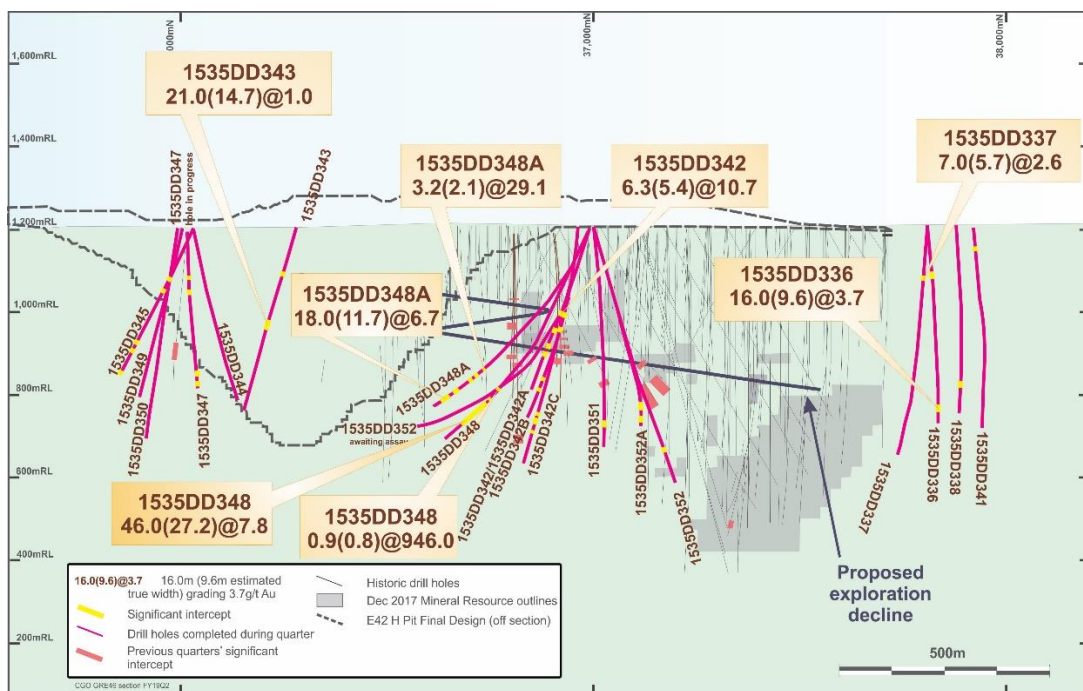 000mN
37,000mN
38,000mN
1,600mRL
1,400mRL
1,200mRL
1,000mRL
800mRL
600mRL
400mRL
200mRL
1535DD343
21.0(14.7)@1.0
1535DD348A
3.2(2.1)@29.1
1535DD342
6.3(5.4)@10.7
1535DD337
7.0(5.7)@2.6
1535DD336
16.0(9.6)@3.7
1535DD348A
18.0(11.7)@6.7
1535DD348
46.0(27.2)@7.8
1535DD348
0.9(0.8)@946.0
1535DD347
hole in progress
1535DD343
1535DD345
1535DD349
1535DD350
1535DD347
1535DD344
1535DD348A
1535DD352
awaiting assay
1535DD348
1535DD342/1535DD342A
1535DD342B
1535DD342C
1535DD351
1535DD352A
1535DD352
1535DD337
1535DD336
1535DD338
1535DD341
Proposed
exploration
decline
16.0(9.6)@3.7 16.0m (9.6m estimated
true width) grading 3.7g/t Au
Significant intercept
Drill holes completed during quarter
Previous quarters' significant
intercept
Historic drill holes
Dec 2017 Mineral Resource outlines
E42 H Pit Final Design (off section)
500m
CGO GRE46 section FY19Q2